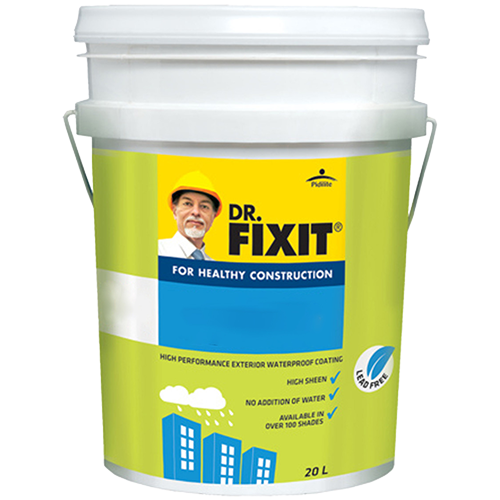 Pidilite
DR.
FIXIT®
FOR HEALTHY CONSTRUCTION
HIGH PERFORMANCE EXTERIOR WATERPROOF COATING
HIGH SHEEN
NO ADDITION OF WATER
AVAILABLE IN
OVER 100 SHADES
LEAD FREE
20 L